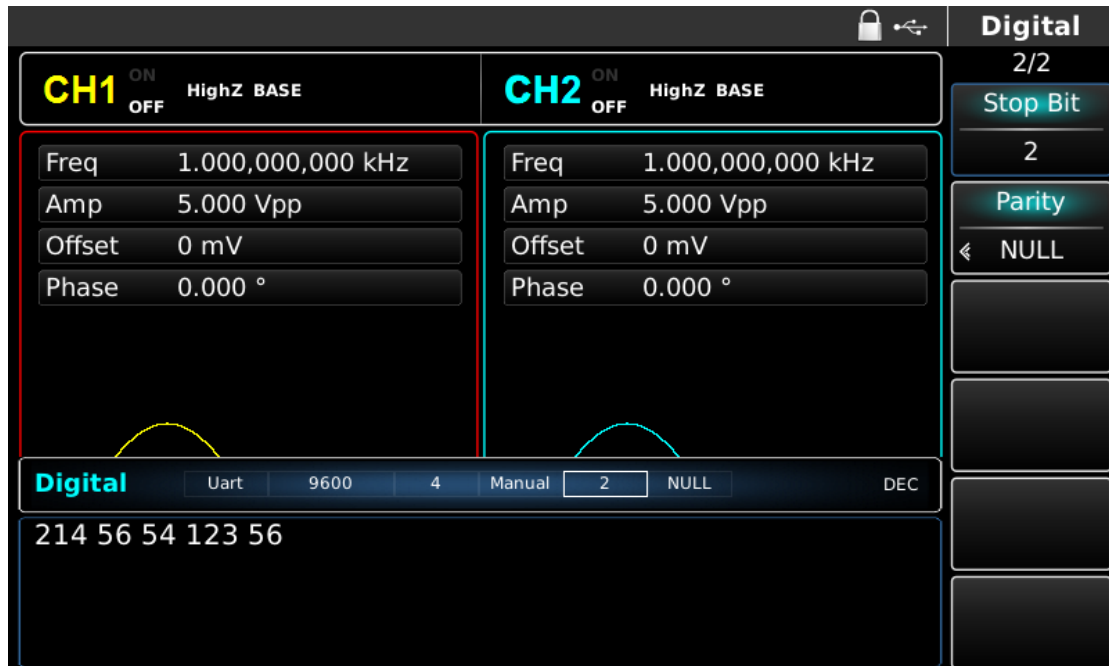 Digital
2/2
CH1 ON OFF HighZ BASE
CH2 ON OFF HighZ BASE
Stop Bit
2
Freq 1.000,000,000 kHz
Amp 5.000 Vpp
Offset 0 mV
Phase 0.000 °
Freq 1.000,000,000 kHz
Amp 5.000 Vpp
Offset 0 mV
Phase 0.000 °
Parity
NULL
Digital Uart 9600 4 Manual 2 NULL DEC
214 56 54 123 56